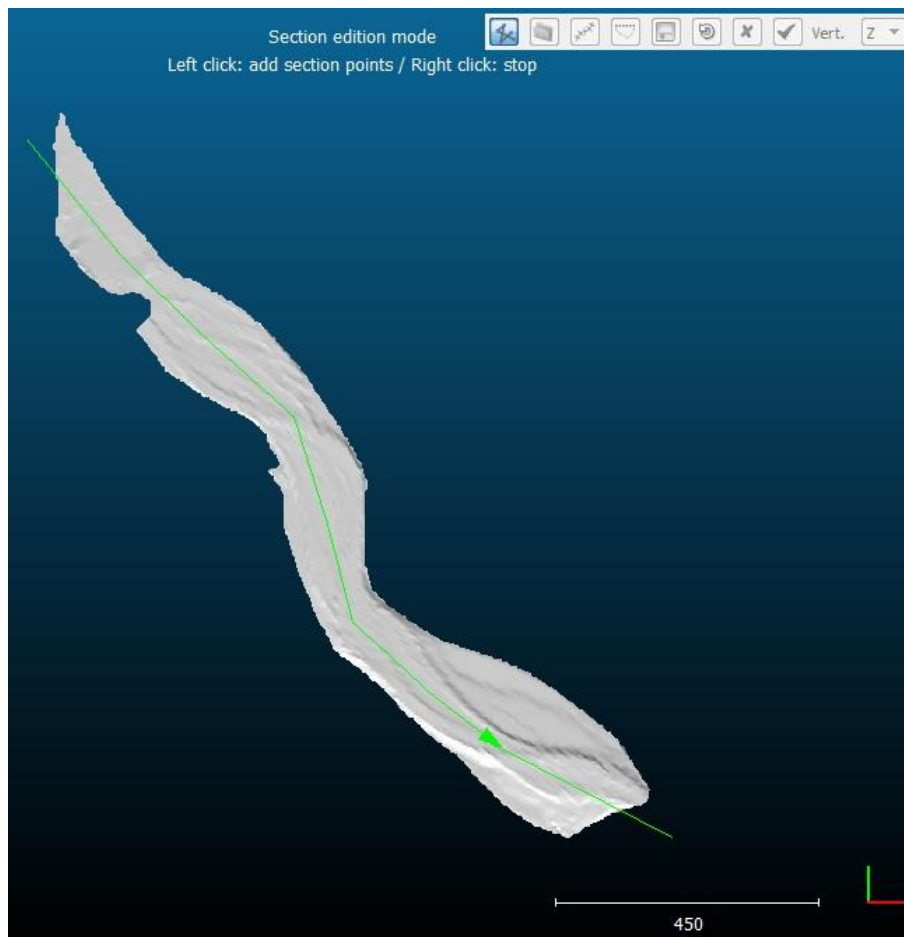 Section edition mode
Vert.
Z
Left click: add section points / Right click: stop
450